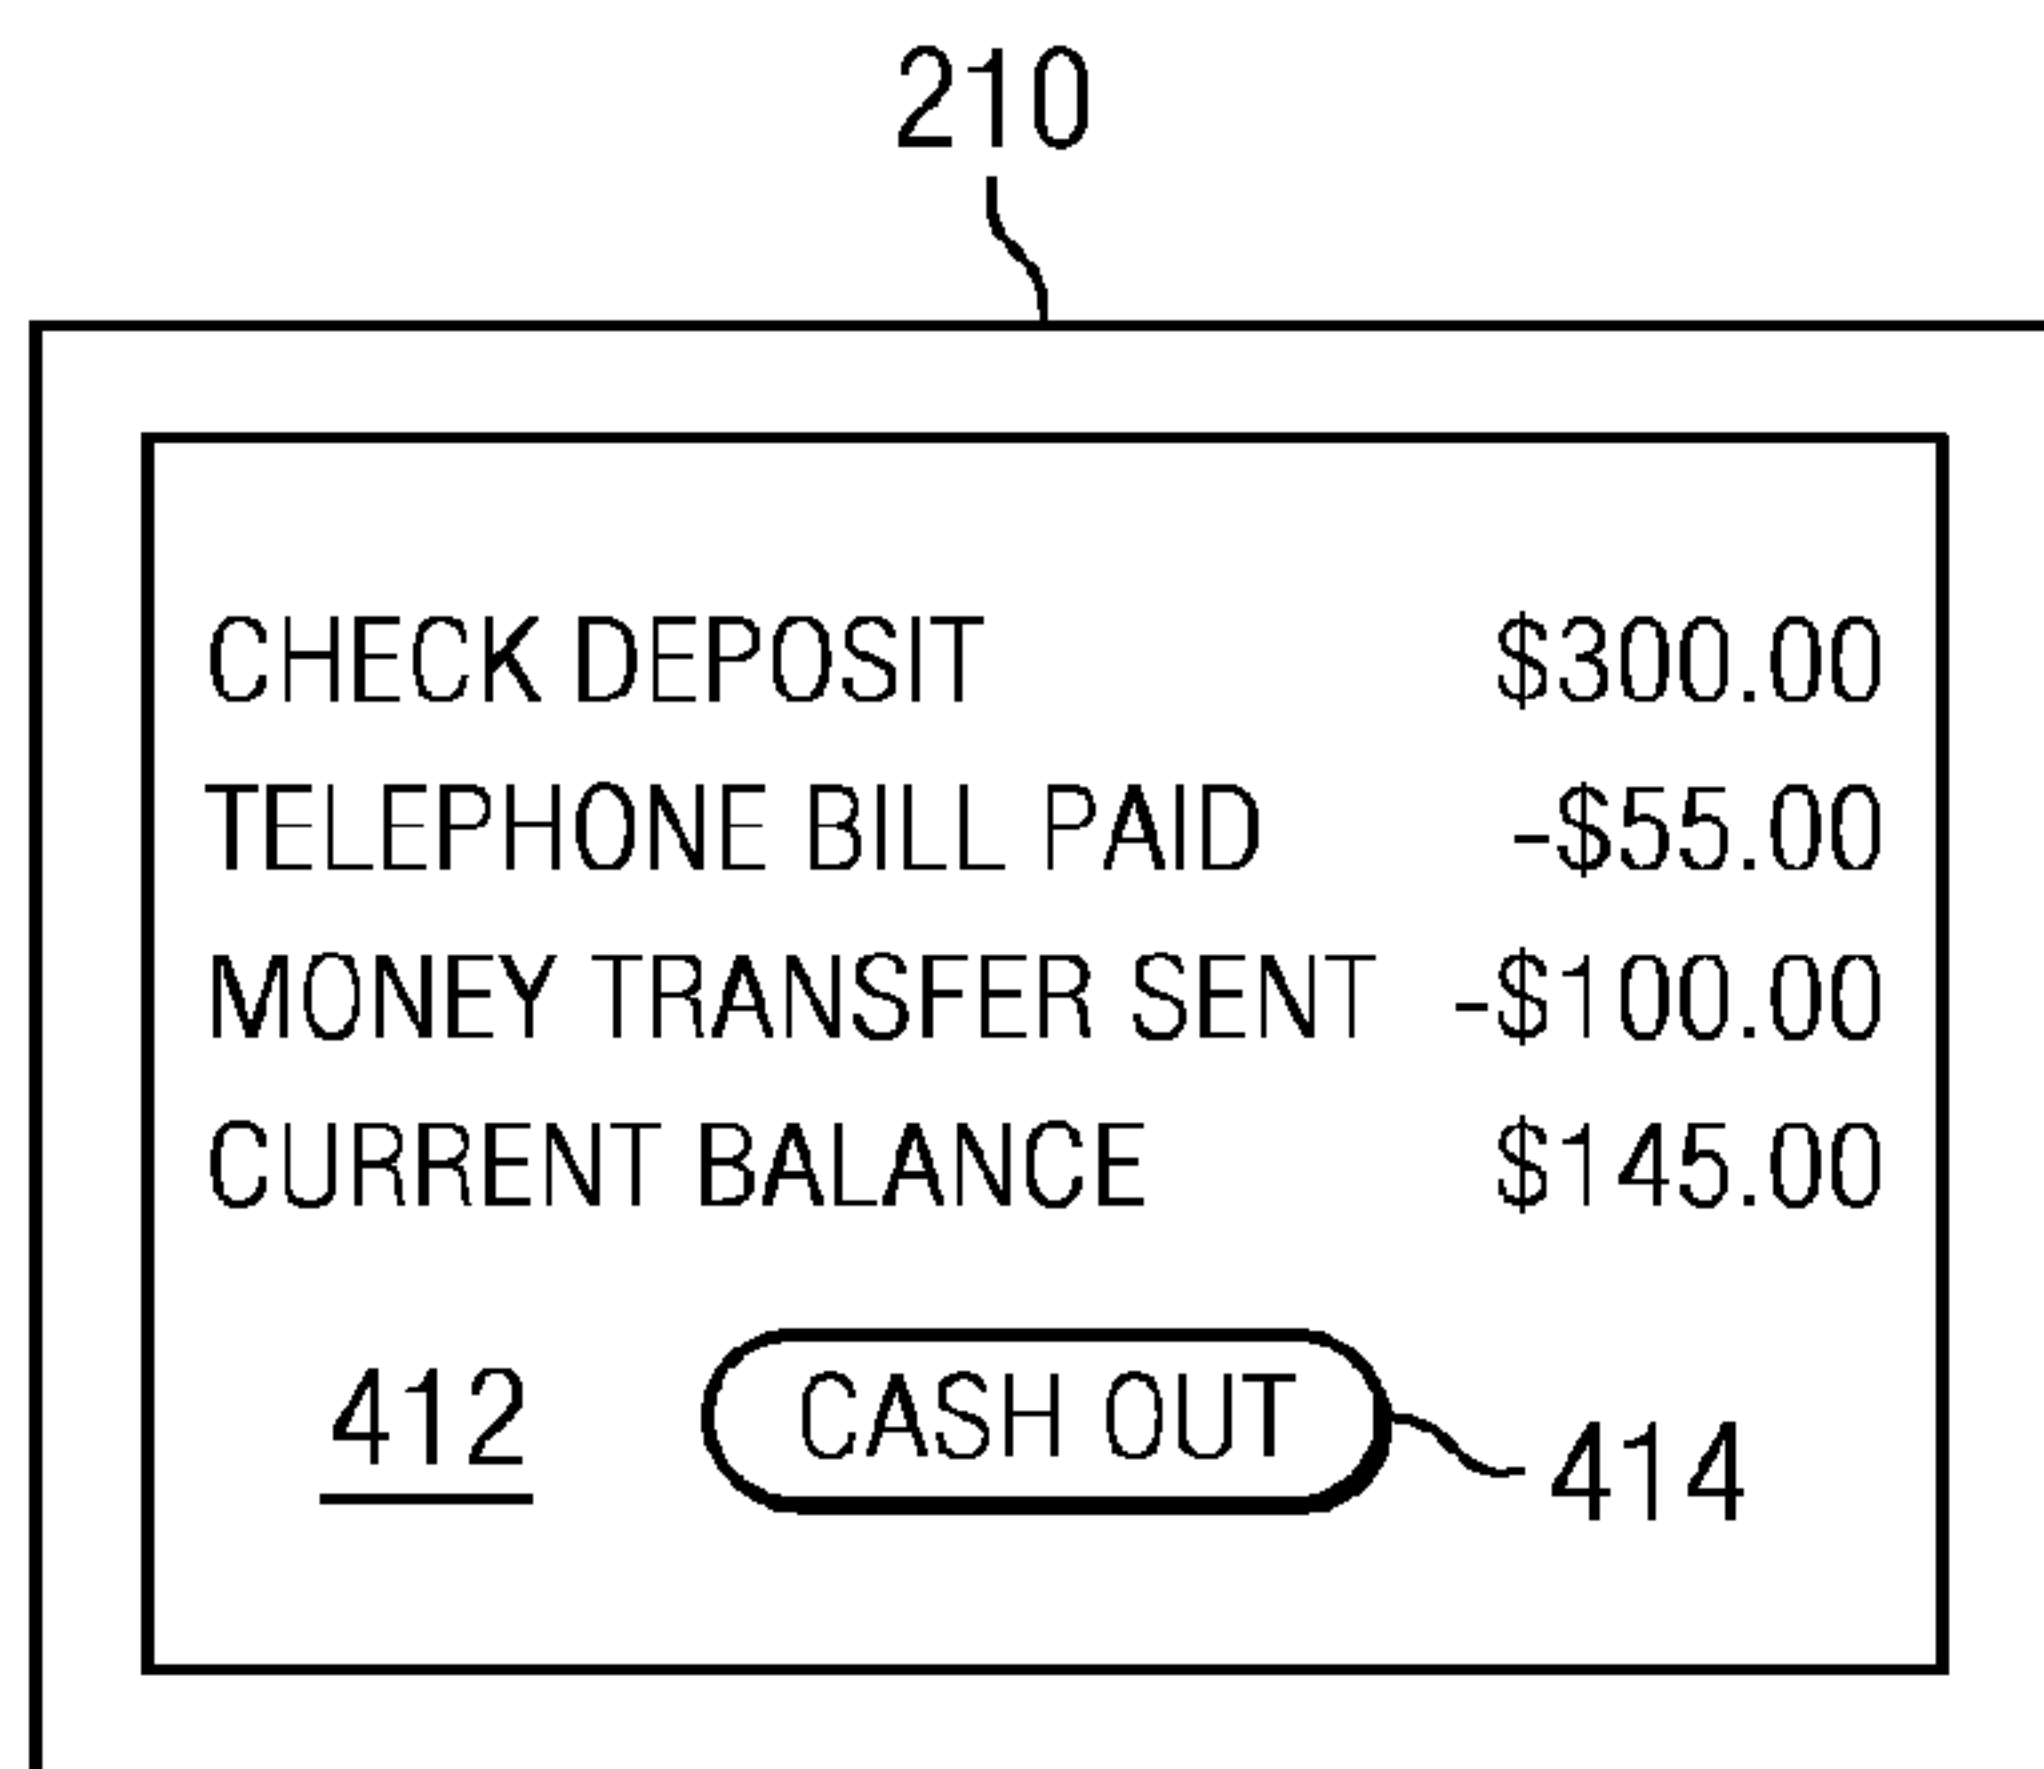 210
CHECK DEPOSIT $300.00
TELEPHONE BILL PAID -$55.00
MONEY TRANSFER SENT -$100.00
CURRENT BALANCE $145.00
412 CASH OUT 414